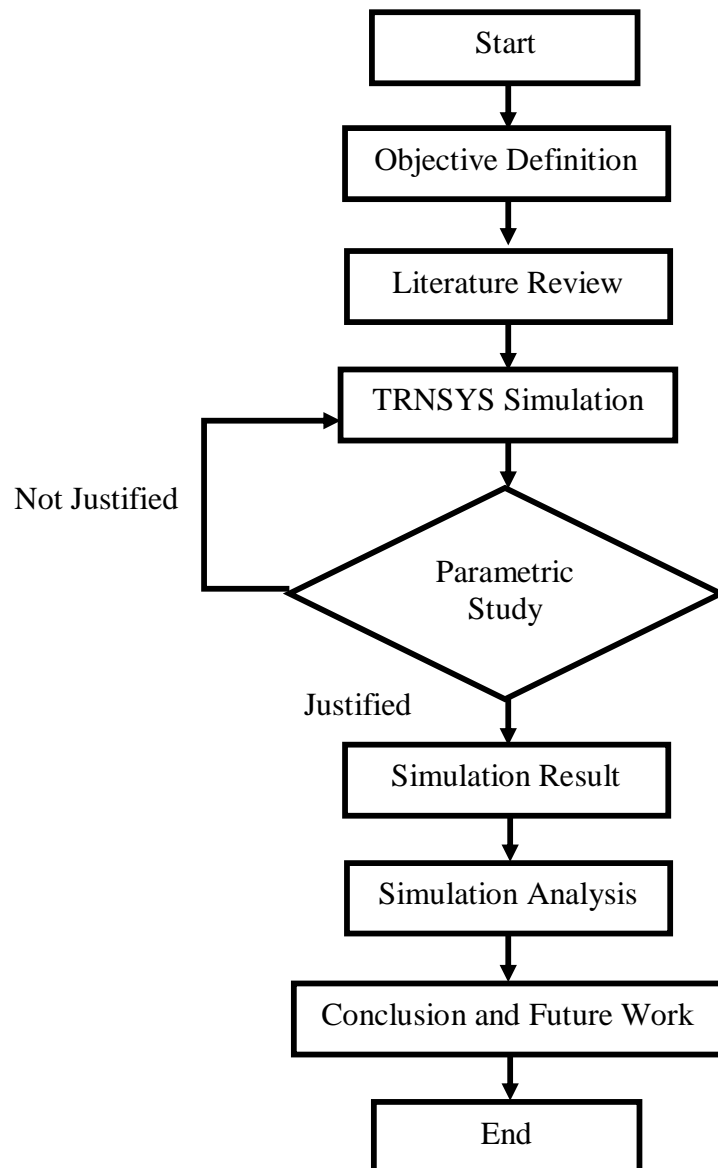 Start
Objective Definition
Literature Review
TRNSYS Simulation
Not Justified
Parametric
Study
Justified
Simulation Result
Simulation Analysis
Conclusion and Future Work
End